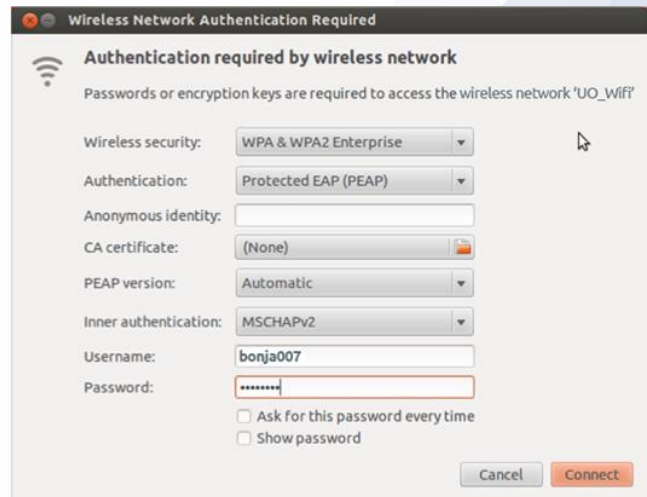 Wireless Network Authentication Required
Authentication required by wireless network
Passwords or encryption keys are required to access the wireless network 'UO_Wifi'
Wireless security: WPA & WPA2 Enterprise
Authentication: Protected EAP (PEAP)
Anonymous identity:
CA certificate: (None)
PEAP version: Automatic
Inner authentication: MSCHAPv2
Username: bonja007
Password: ••••••••
Ask for this password every time
Show password
Cancel Connect